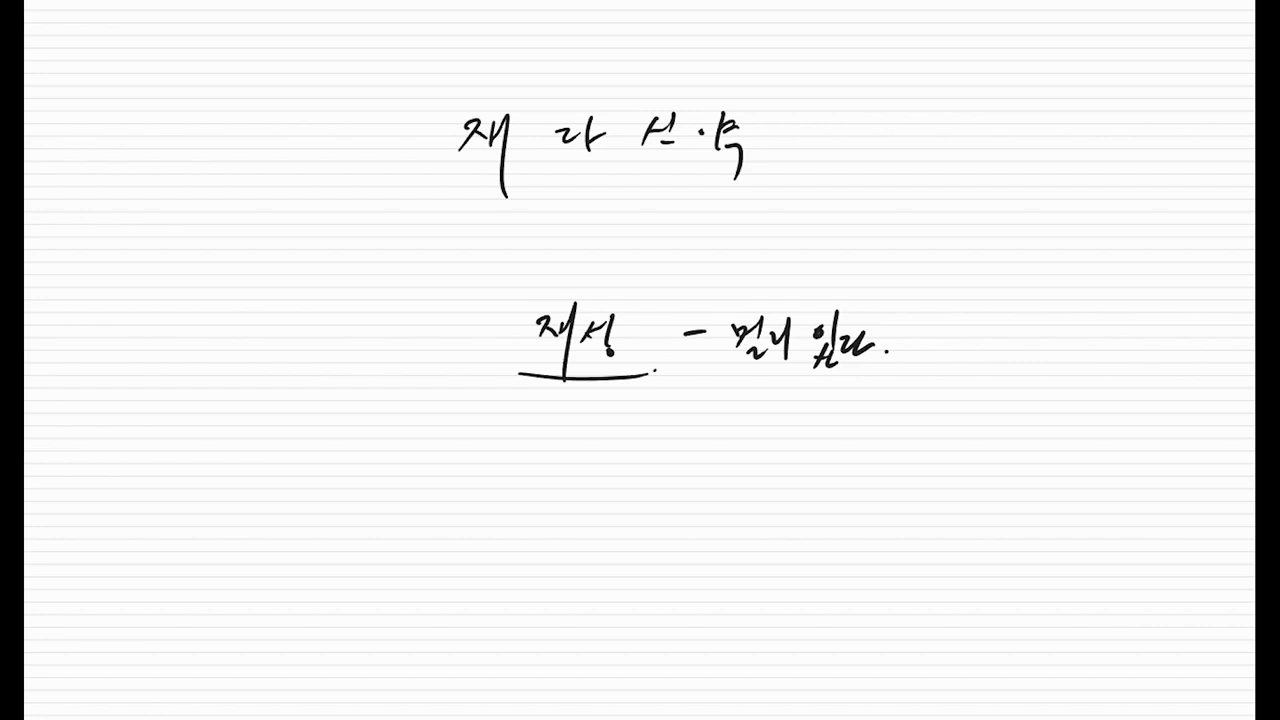 재 다 신 약
재성 - 멀리 있다.